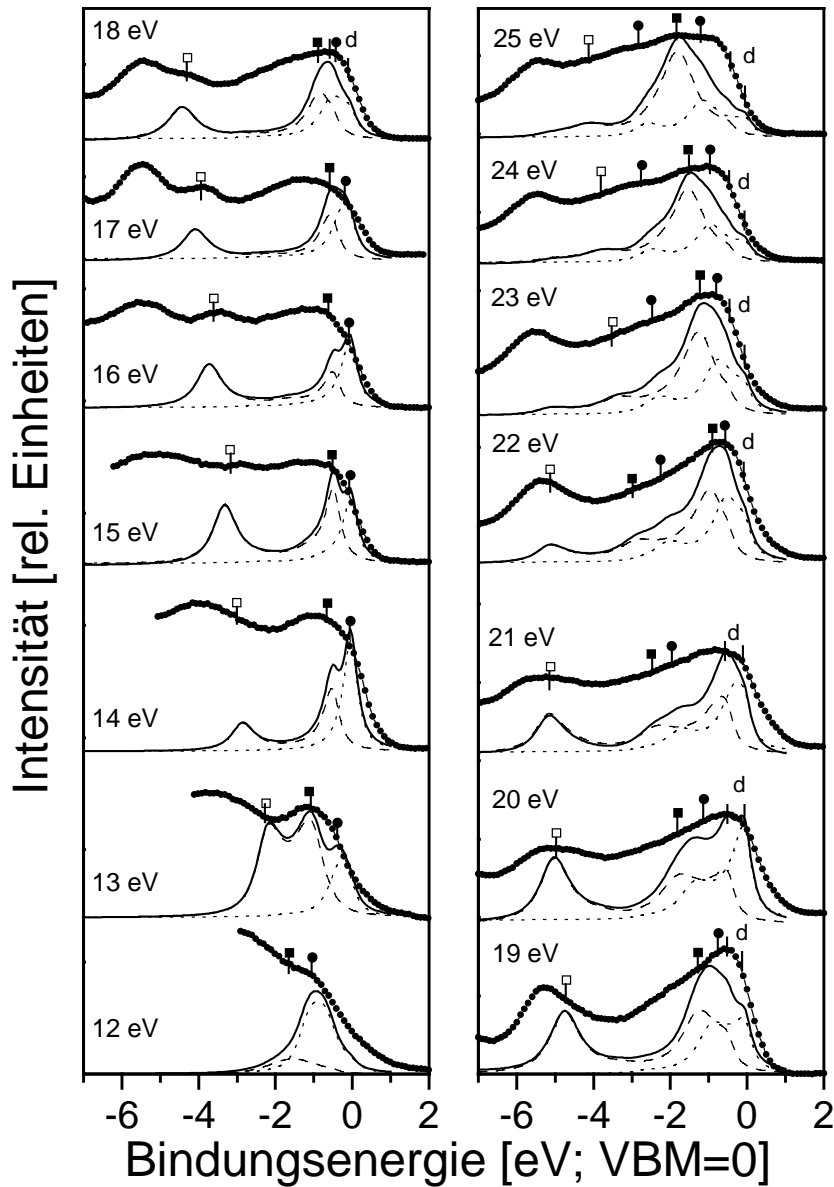 Intensität [rel. Einheiten]
18 eV
d
17 eV
16 eV
15 eV
14 eV
13 eV
12 eV
25 eV
d
24 eV
d
23 eV
d
22 eV
d
21 eV
d
20 eV
d
19 eV
d
-6 -4 -2 0 2
-6 -4 -2 0 2
Bindungsenergie [eV; VBM=0]